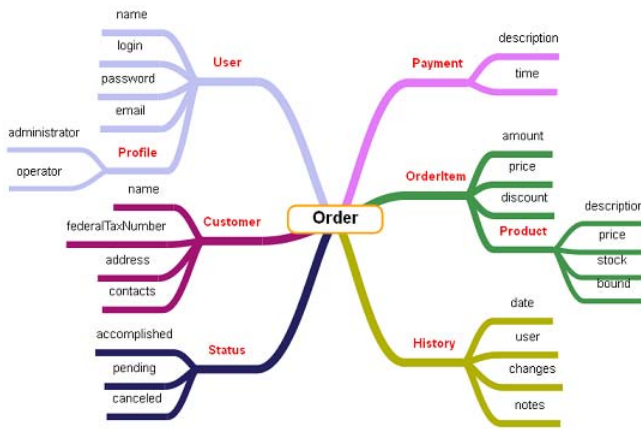 name
login
User
password
email
administrator
Profile
operator
name
federalTaxNumber
Customer
address
contacts
accomplished
Status
pending
canceled
Order
description
Payment
time
amount
OrderItem
price
discount
Product
description
price
stock
bound
date
user
History
changes
notes